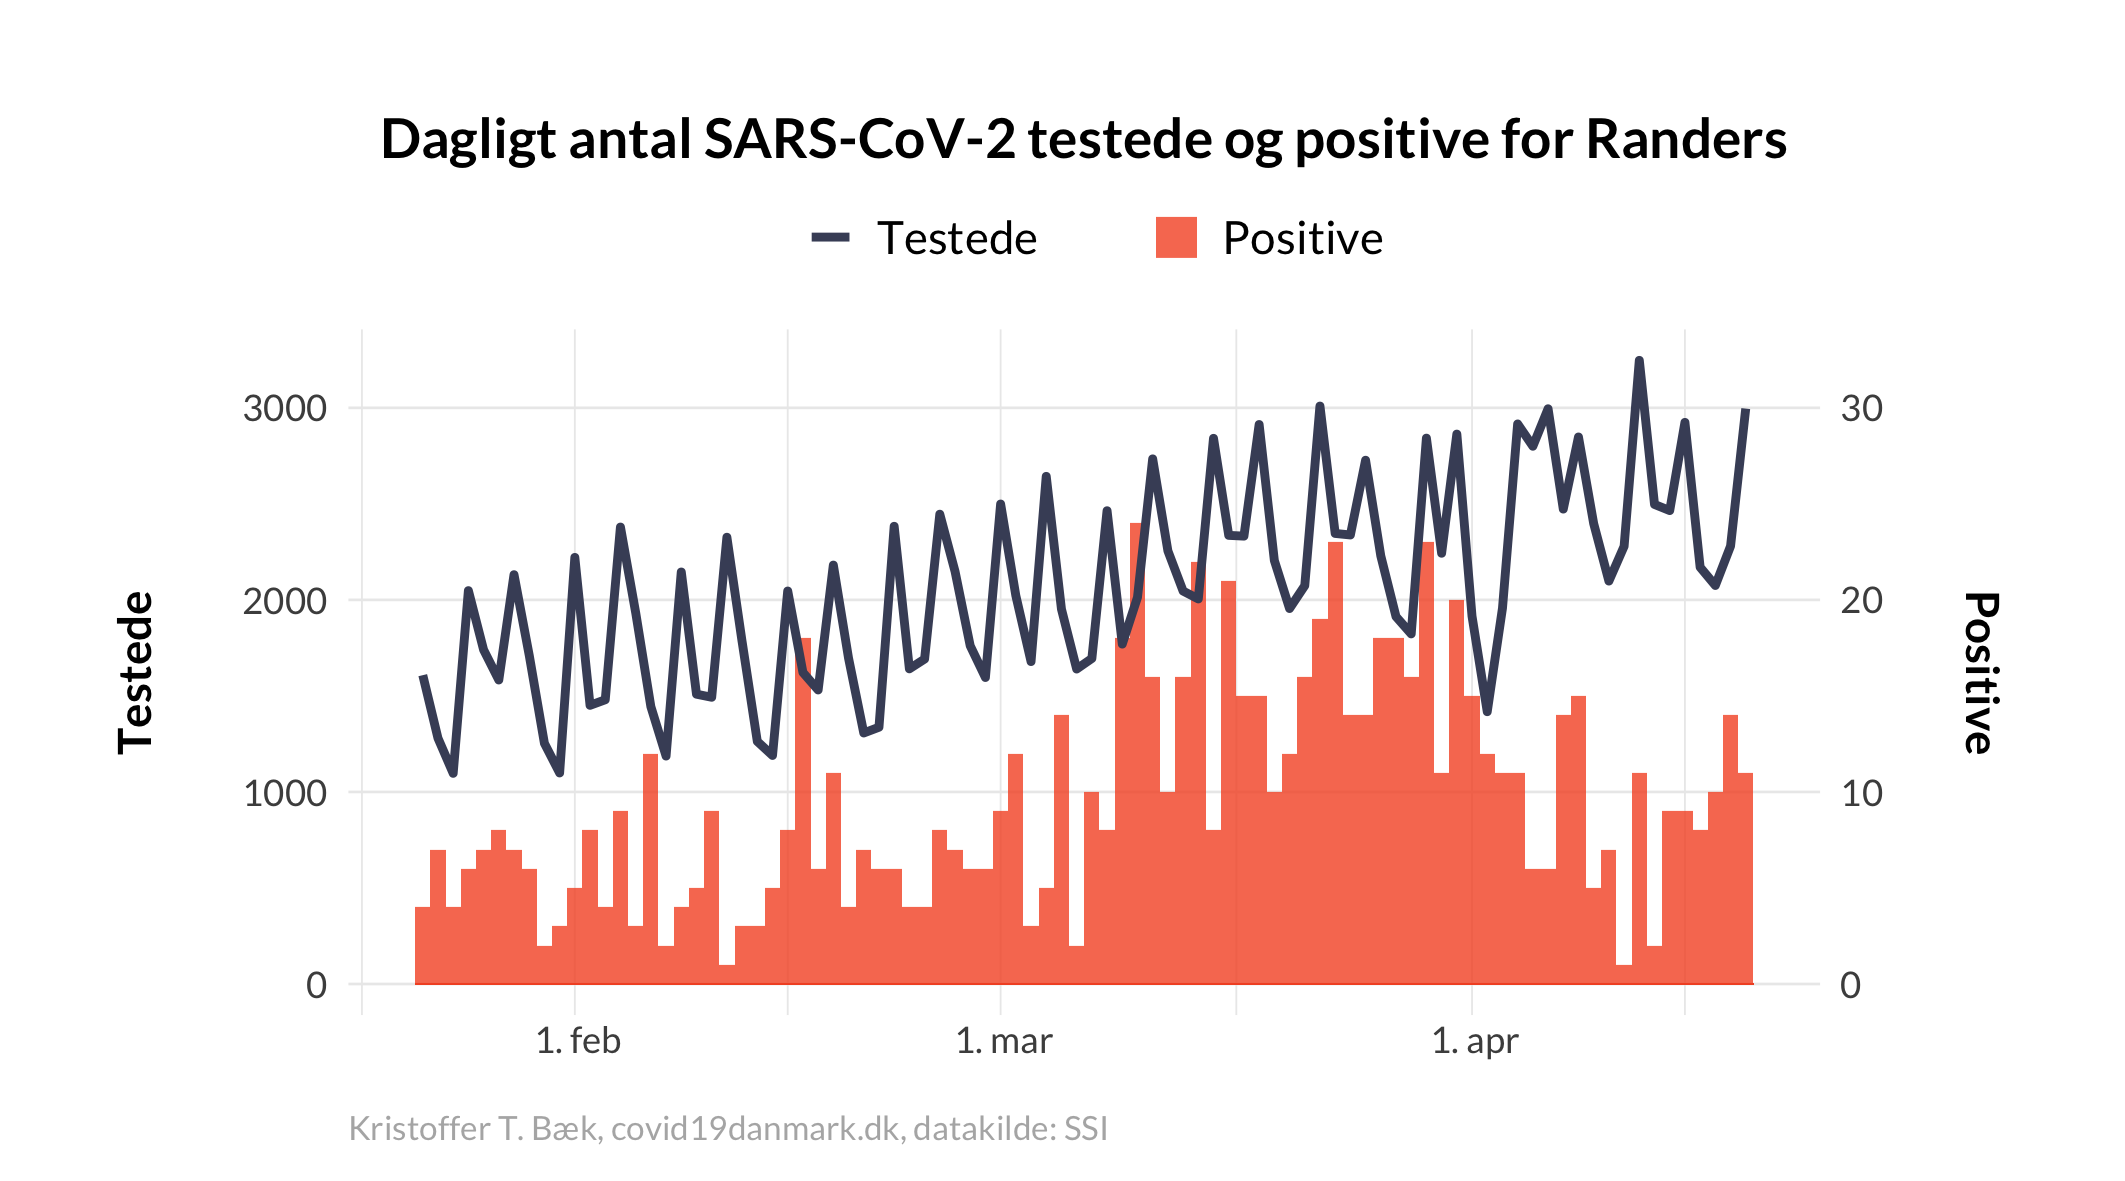 Dagligt antal SARS-CoV-2 testede og positive for Randers
Testede
Positive
3000
2000
1000
0
30
20
10
0
Testede
Positive
1. feb
1. mar
1. apr
Kristoffer T. Bæk, covid19danmark.dk, datakilde: SSI